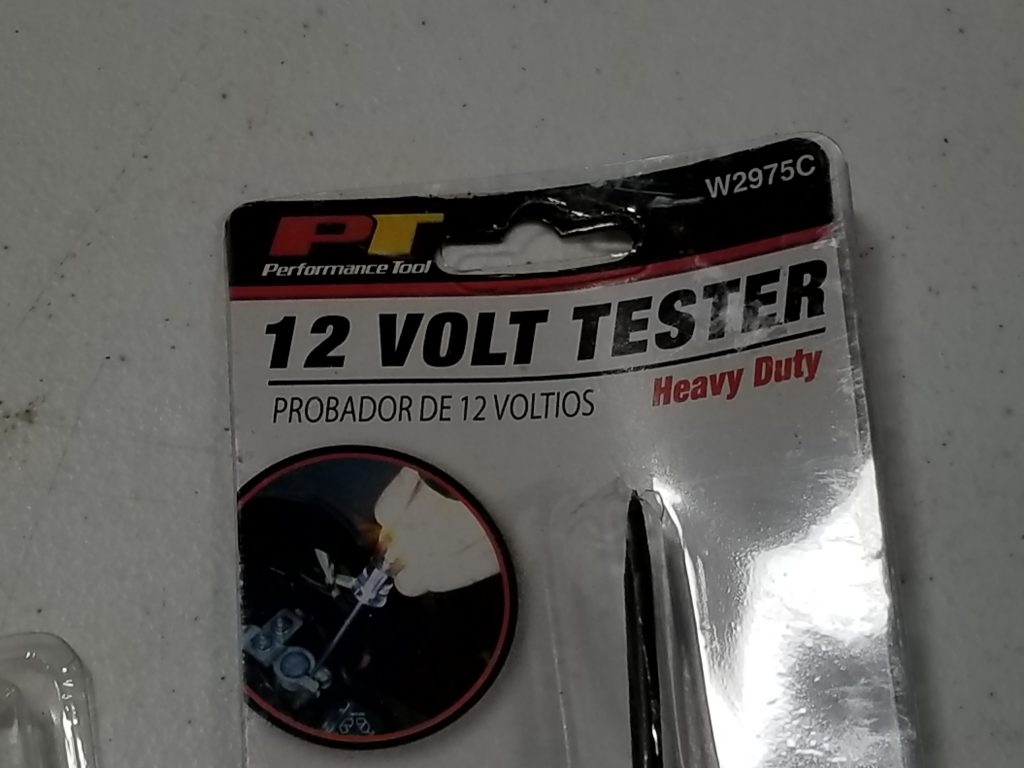 W2975C
PT
Performance Tool
12 VOLT TESTER
Heavy Duty
PROBADOR DE 12 VOLTIOS